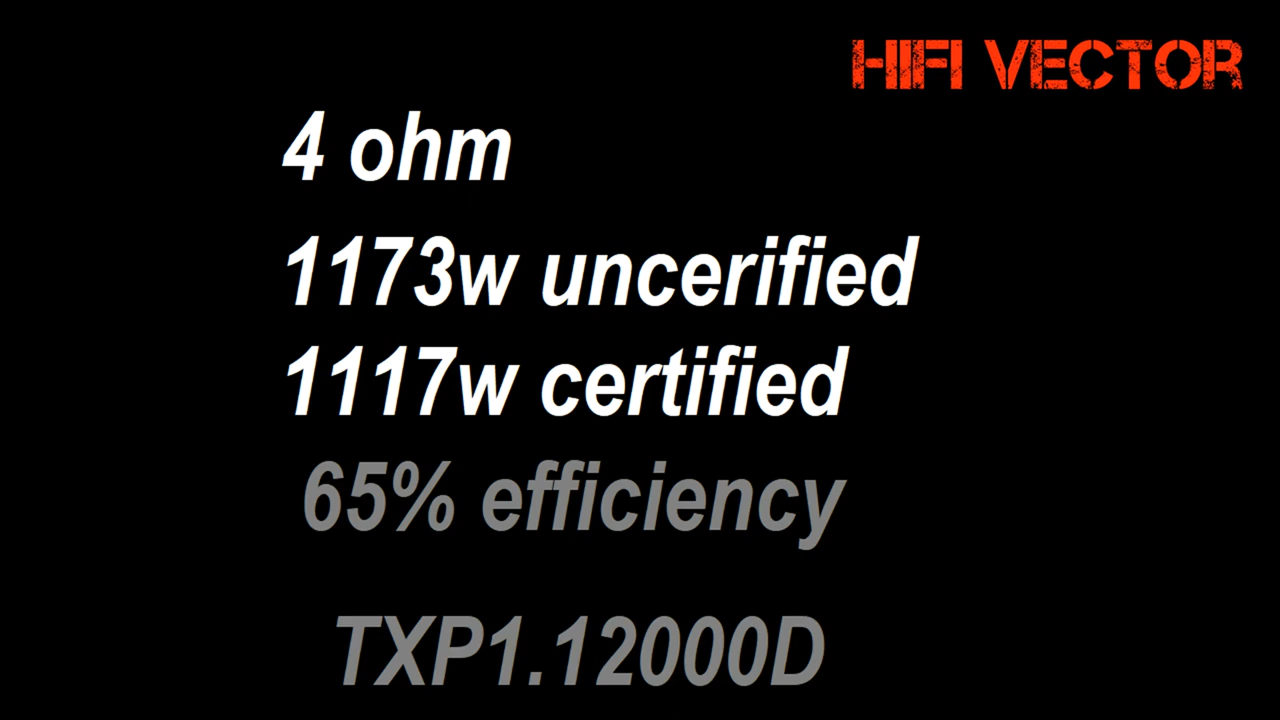 HIFI VECTOR
4 ohm
1173w uncerified
1117w certified
65% efficiency
TXP1.12000D